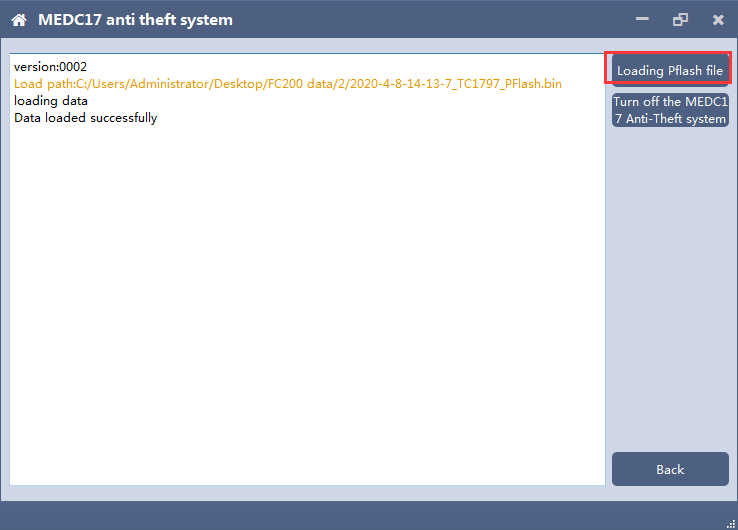 MEDC17 anti theft system
version:0002
Load path:C:/Users/Administrator/Desktop/FC200 data/2/2020-4-8-14-13-7_TC1797_PFlash.bin
loading data
Data loaded successfully
Loading Pflash file
Turn off the MEDC1
7 Anti-Theft system
Back